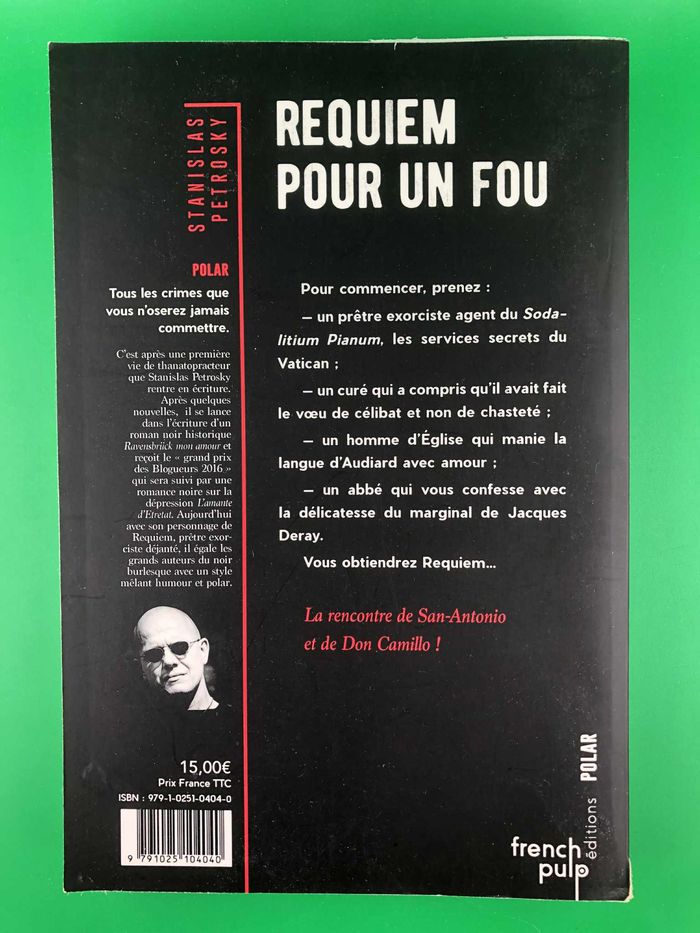 STANISLAS
PETROSKY
REQUIEM
POUR UN FOU
POLAR
Tous les crimes que
vous n'oserez jamais
commettre.
C'est après une première
vie de thanatopracteur
que Stanislas Petrosky
rentre en écriture.
Après quelques
nouvelles, il se lance
dans l'écriture d'un
roman noir historique
Ravensbrück mon amour et
reçoit le « grand prix
des Blogueurs 2016 »
qui sera suivi par une
romance noire sur la
dépression L'amante
d'Etretat. Aujourd'hui
avec son personnage de
Requiem, prêtre exor-
ciste déjanté, il égale les
grands auteurs du noir
burlesque avec un style
mêlant humour et polar.
Pour commencer, prenez :
– un prêtre exorciste agent du Soda-
litium Pianum, les services secrets du
Vatican ;
– un curé qui a compris qu'il avait fait
le vœu de célibat et non de chasteté ;
– un homme d'Église qui manie la
langue d'Audiard avec amour ;
– un abbé qui vous confesse avec
la délicatesse du marginal de Jacques
Deray.
Vous obtiendrez Requiem...
La rencontre de San-Antonio
et de Don Camillo !
15,00€
Prix France TTC
ISBN : 979-1-0251-0404-0
9 791025 104040
french
pulp
éditions
POLAR